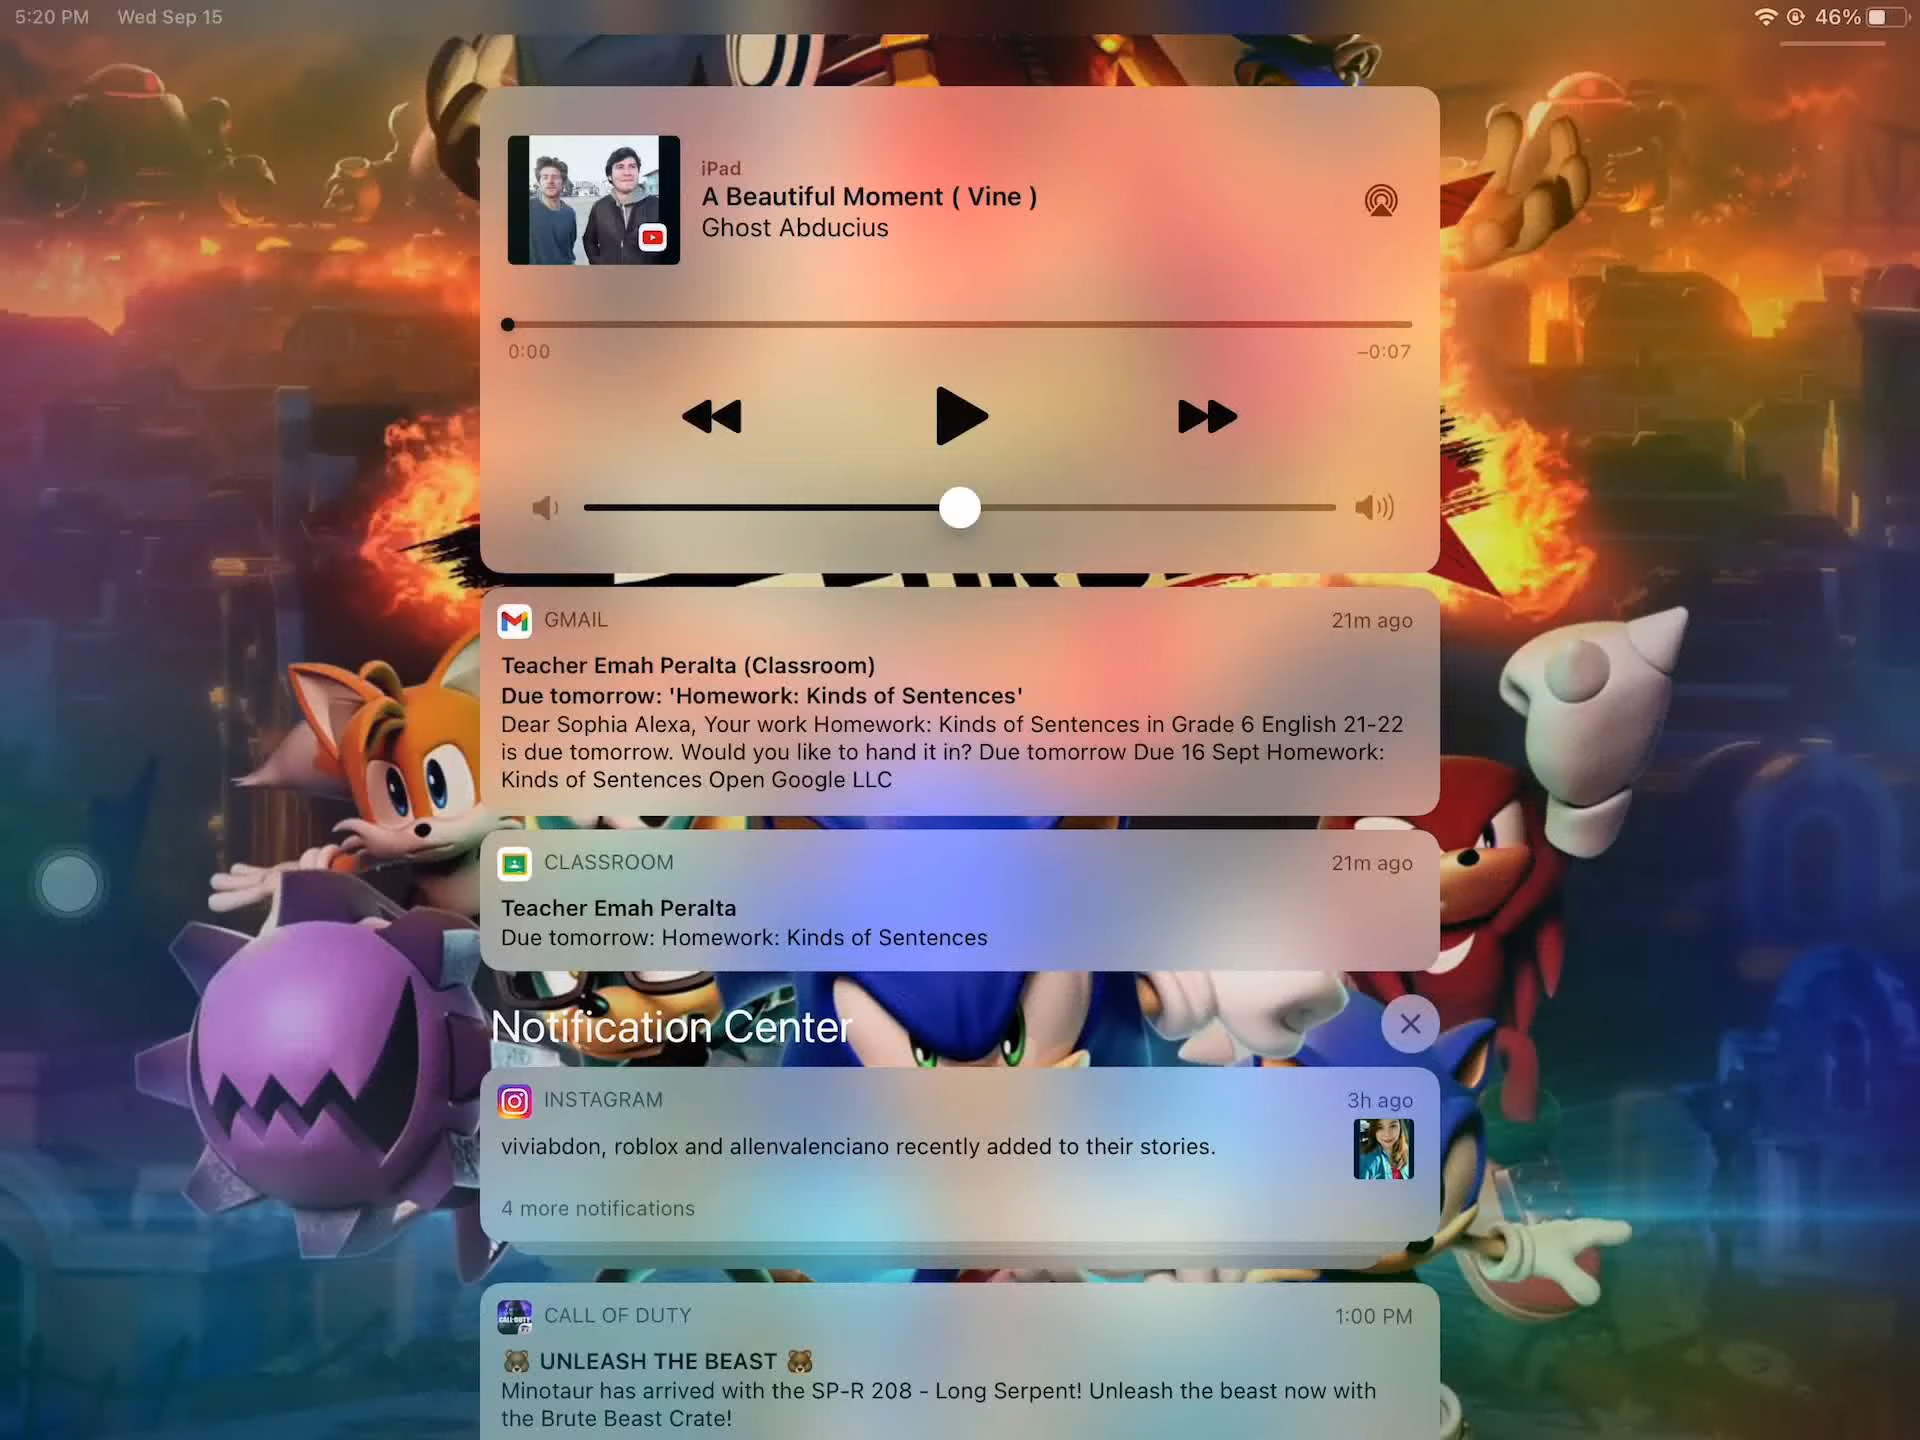 5:20 PM Wed Sep 15
46%
iPad
A Beautiful Moment ( Vine )
Ghost Abducius
0:00
–0:07
GMAIL
21m ago
Teacher Emah Peralta (Classroom)
Due tomorrow: 'Homework: Kinds of Sentences'
Dear Sophia Alexa, Your work Homework: Kinds of Sentences in Grade 6 English 21-22
is due tomorrow. Would you like to hand it in? Due tomorrow Due 16 Sept Homework:
Kinds of Sentences Open Google LLC
CLASSROOM
21m ago
Teacher Emah Peralta
Due tomorrow: Homework: Kinds of Sentences
Notification Center
INSTAGRAM
3h ago
viviabdon, roblox and allenvalenciano recently added to their stories.
4 more notifications
CALL OF DUTY
1:00 PM
🐻 UNLEASH THE BEAST 🐻
Minotaur has arrived with the SP-R 208 - Long Serpent! Unleash the beast now with
the Brute Beast Crate!